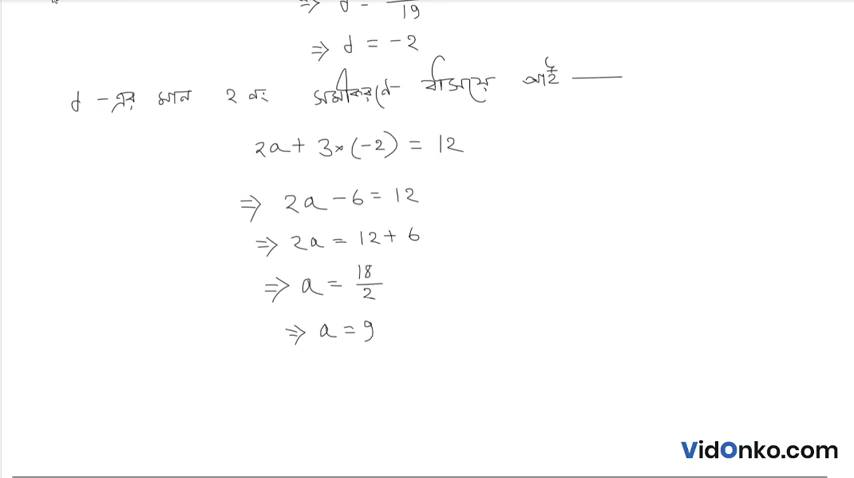 ⇒ d = — 19
⇒ d = -2
d -এর মান ২ নং সমীকরণে বসিয়ে পাই —
2a + 3×(-2) = 12
⇒ 2a - 6 = 12
⇒ 2a = 12 + 6
⇒ a = 18/2
⇒ a = 9
VidOnko.com